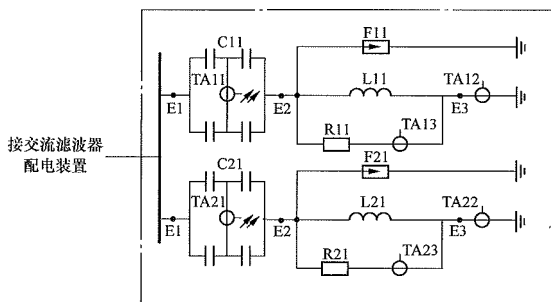 F11
C11
L11
TA12
TA11
E1
E2
E3
TA13
R11
接交流滤波器
配电装置
C21
F21
TA21
L21
TA22
E1
E2
E3
TA23
R21